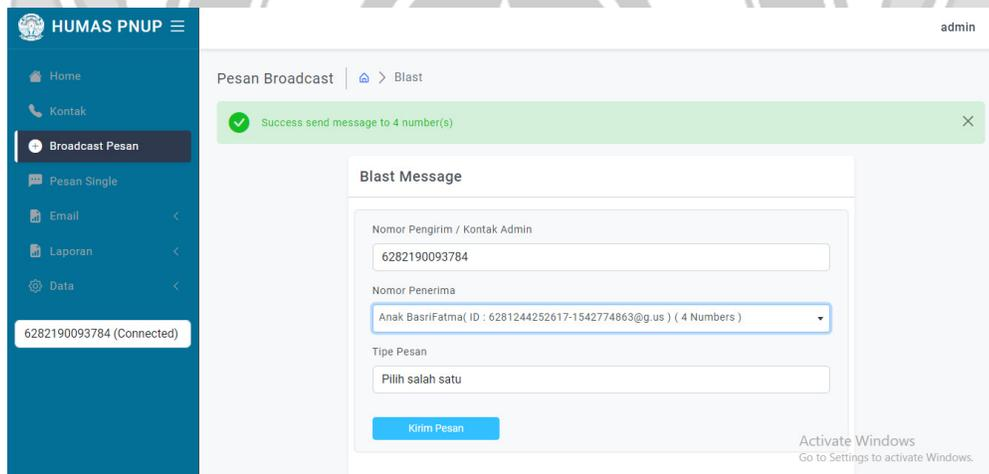 HUMAS PNUP
admin
Home
Kontak
Broadcast Pesan
Pesan Single
Email
Laporan
Data
6282190093784 (Connected)
Pesan Broadcast
Blast
Success send message to 4 number(s)
Blast Message
Nomor Pengirim / Kontak Admin
6282190093784
Nomor Penerima
Anak BasriFatma( ID : 6281244252617-1542774863@g.us ) ( 4 Numbers )
Tipe Pesan
Pilih salah satu
Kirim Pesan
Activate Windows
Go to Settings to activate Windows.